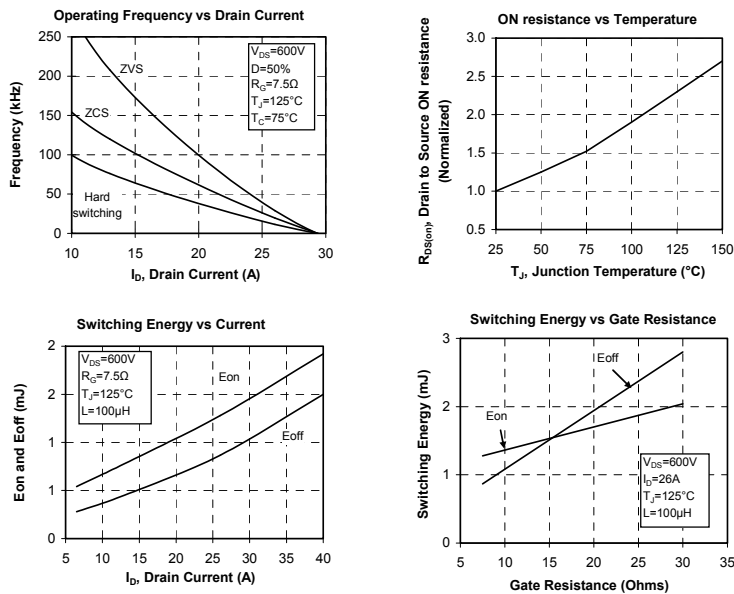 Operating Frequency vs Drain Current
Frequency (kHz)
250
200
150
100
50
0
ZVS
ZCS
Hard
switching
VDS=600V
D=50%
RG=7.5Ω
TJ=125°C
TC=75°C
10 15 20 25 30
ID, Drain Current (A)
ON resistance vs Temperature
RDS(on), Drain to Source ON resistance
(Normalized)
3.0
2.5
2.0
1.5
1.0
0.5
25 50 75 100 125 150
TJ, Junction Temperature (°C)
Switching Energy vs Current
Eon and Eoff (mJ)
2
2
1
1
0
VDS=600V
RG=7.5Ω
TJ=125°C
L=100µH
Eon
Eoff
5 10 15 20 25 30 35 40
ID, Drain Current (A)
Switching Energy vs Gate Resistance
Switching Energy (mJ)
3
2
1
0
Eoff
Eon
VDS=600V
ID=26A
TJ=125°C
L=100µH
5 10 15 20 25 30 35
Gate Resistance (Ohms)